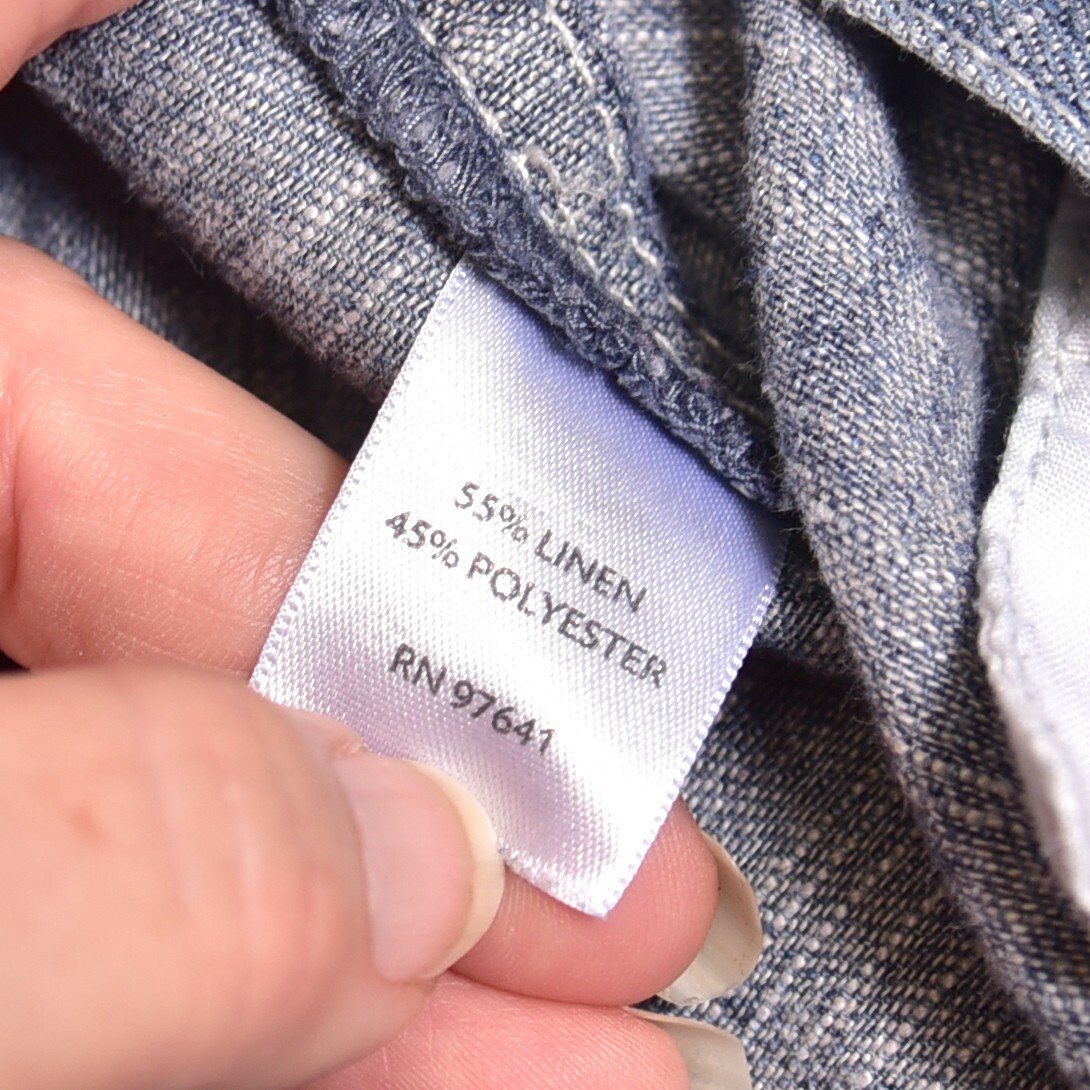 55% LINEN
45% POLYESTER
RN 97641